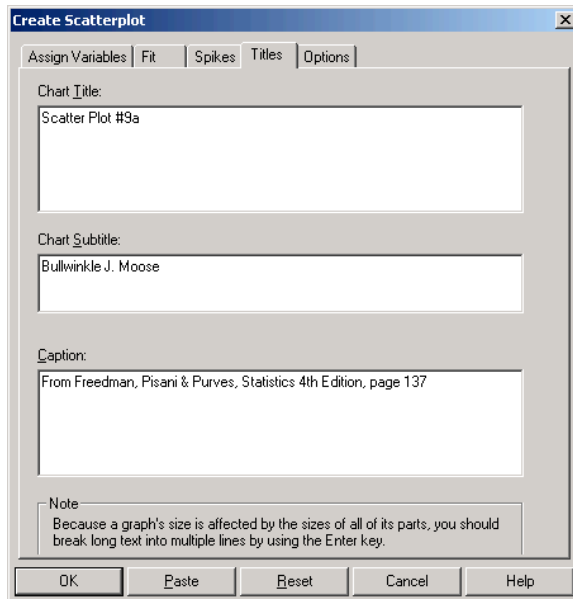 Create Scatterplot
Assign Variables Fit Spikes Titles Options
Chart Title:
Scatter Plot #9a
Chart Subtitle:
Bullwinkle J. Moose
Caption:
From Freedman, Pisani & Purves, Statistics 4th Edition, page 137
Note
Because a graph's size is affected by the sizes of all of its parts, you should
break long text into multiple lines by using the Enter key.
OK Paste Reset Cancel Help